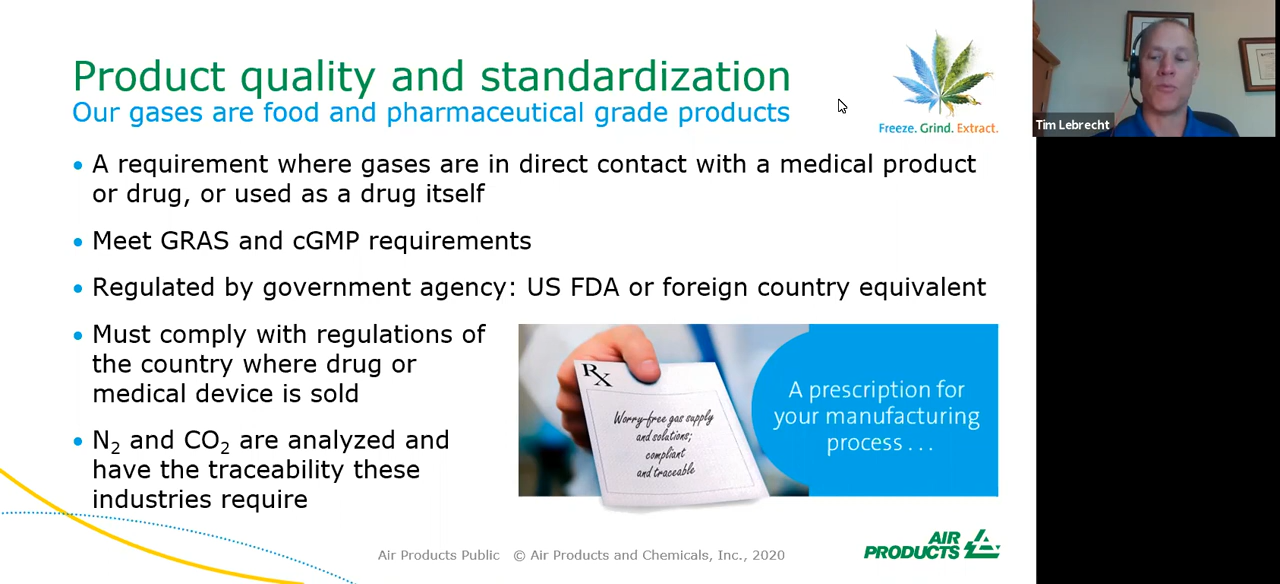 Product quality and standardization
Our gases are food and pharmaceutical grade products
Freeze. Grind. Extract.
Tim Lebrecht
• A requirement where gases are in direct contact with a medical product
or drug, or used as a drug itself
• Meet GRAS and cGMP requirements
• Regulated by government agency: US FDA or foreign country equivalent
• Must comply with regulations of
the country where drug or
medical device is sold
• N₂ and CO₂ are analyzed and
have the traceability these
industries require
Rx
Worry-free gas supply
and solutions;
compliant
and traceable
A prescription for
your manufacturing
process . . .
Air Products Public © Air Products and Chemicals, Inc., 2020
AIR
PRODUCTS